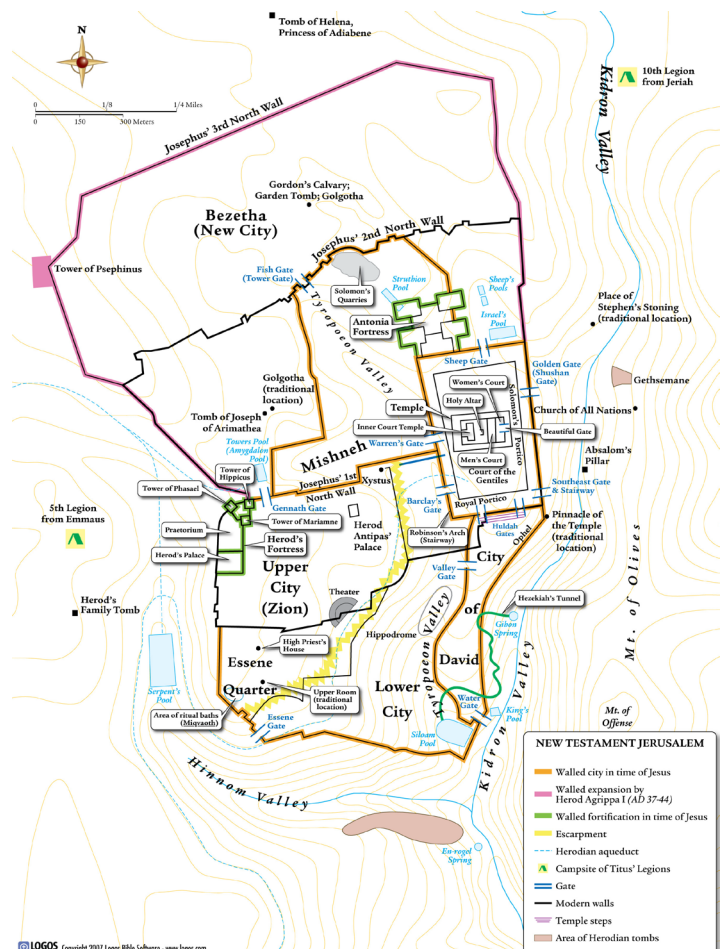 Tomb of Helena,
Princess of Adiabene
N
0
1/8
1/4 Miles
0
150
300 Meters
Kidron Valley
10th Legion
from Jeriah
Josephus' 3rd North Wall
Gordon's Calvary;
Garden Tomb; Golgotha
Bezetha
(New City)
Josephus' 2nd North Wall
Tower of Psephinus
Fish Gate
(Tower Gate)
Solomon's
Quarries
Struthion
Pool
Sheep's
Pools
Israel's
Pool
Antonia
Fortress
Tyropoeon Valley
Place of
Stephen's Stoning
(traditional location)
Sheep Gate
Golden Gate
(Shushan
Gate)
Gethsemane
Golgotha
(traditional
location)
Tomb of Joseph
of Arimathea
Women's Court
Holy Altar
Temple
Inner Court Temple
Solomon's Portico
Church of All Nations
Beautiful Gate
Men's Court
Court of the
Gentiles
Towers Pool
(Amygdalon
Pool)
Mishneh
Warren's Gate
Absalom's
Pillar
Tower of
Hippicus
Josephus' 1st
North Wall
Xystus
Tower of Phasael
Gennath Gate
Barclay's
Gate
Royal Portico
Southeast Gate
& Stairway
5th Legion
from Emmaus
Praetorium
Tower of Mariamne
Herod
Antipas'
Palace
Robinson's Arch
(Stairway)
Huldah
Gates
Ophel
Pinnacle of
the Temple
(traditional
location)
Herod's Palace
Herod's
Fortress
Upper
City
(Zion)
City
of
David
Valley
Gate
Theater
Hezekiah's Tunnel
Herod's
Family Tomb
Gihon
Spring
Mt. of Olives
High Priest's
House
Hippodrome
Tyropoeon Valley
Essene
Quarter
Upper Room
(traditional
location)
Lower
City
Serpent's
Pool
Area of ritual baths
(Miqvaoth)
Essene
Gate
Water
Gate
King's
Pool
Siloam
Pool
Kidron Valley
Mt. of
Offense
Hinnom Valley
En-rogel
Spring
NEW TESTAMENT JERUSALEM
Walled city in time of Jesus
Walled expansion by
Herod Agrippa I (AD 37-44)
Walled fortification in time of Jesus
Escarpment
Herodian aqueduct
Campsite of Titus' Legions
Gate
Modern walls
Temple steps
Area of Herodian tombs
LOGOS Copyright 2007 Logos Bible Software - www.logos.com